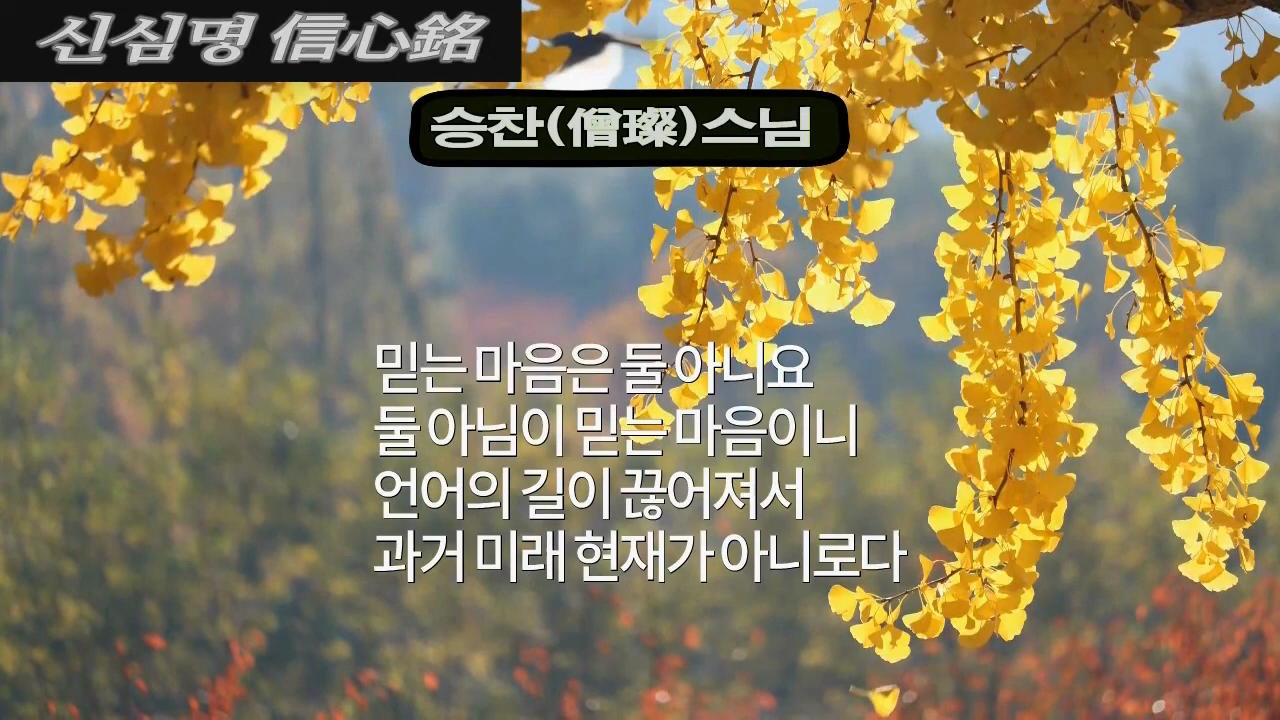 신심명 信心銘
승찬(僧璨)스님
믿는 마음은 둘 아니요
둘 아님이 믿는 마음이니
언어의 길이 끊어져서
과거 미래 현재가 아니로다